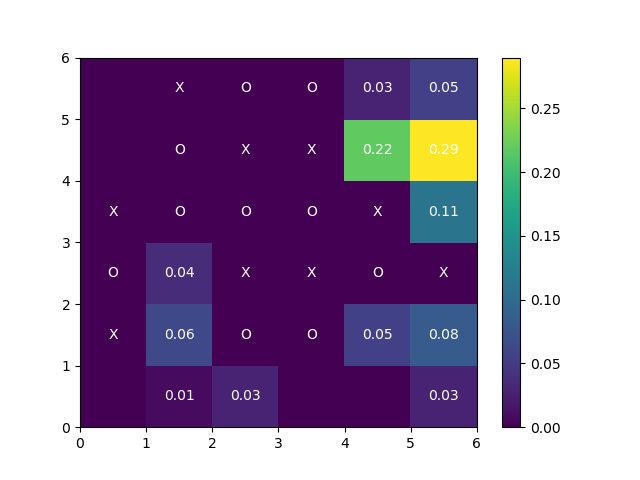 6
X O O 0.03 0.05
5
0.25
O X X 0.22 0.29
4
0.20
X O O O X 0.11
3
0.15
O 0.04 X X O X
2
0.10
X 0.06 O O 0.05 0.08
1
0.05
0.01 0.03 0.03
0
0.00
0 1 2 3 4 5 6